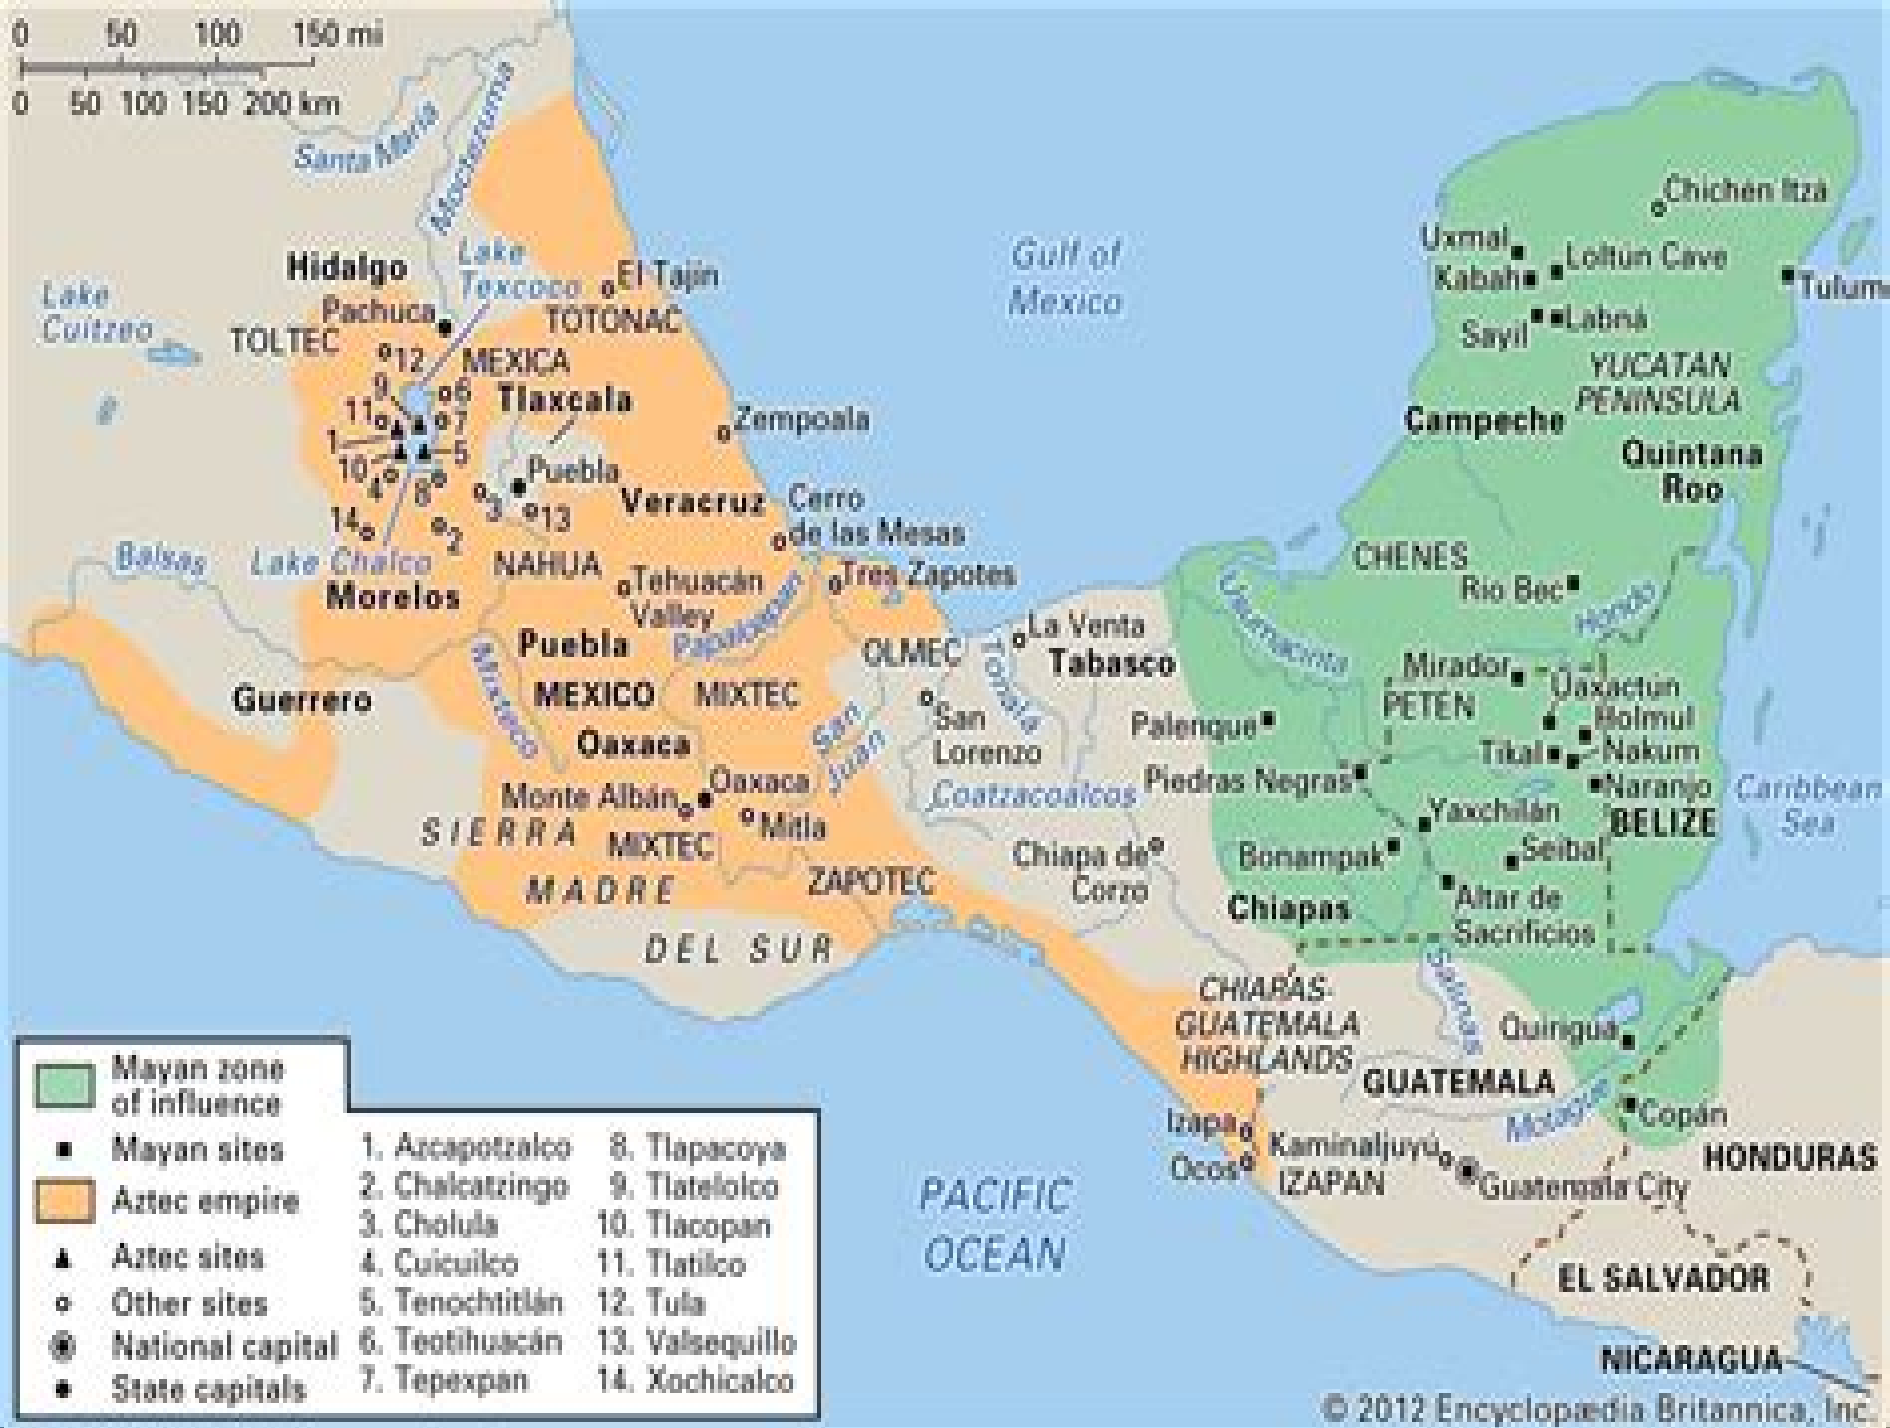 0 50 100 150 mi
0 50 100 150 200 km
Santa Maria
Moctezuma
Hidalgo
Lake
Texcoco
El Tajín
Lake
Cuitzeo
Pachuca
TOLTEC
TOTONAC
12
MEXICA
9
6
Tlaxcala
11
7
1
5
10
4
8
Puebla
3
13
14
2
Zempoala
Veracruz
Cerro
de las Mesas
Balsas
Lake Chalco
NAHUA
Morelos
Tehuacán
Valley
Tres Zapotes
Papaloapan
Puebla
Mixteco
OLMEC
Tonalá
La Venta
Tabasco
Guerrero
MEXICO
MIXTEC
San
Juan
San
Lorenzo
Oaxaca
Coatzacoalcos
Monte Albán
Oaxaca
Mitla
SIERRA
MADRE
DEL SUR
MIXTEC
ZAPOTEC
Chiapa de
Corzo
Gulf of
Mexico
Chichén Itzá
Uxmal
Loltún Cave
Kabah
Tulum
Sayil
Labná
YUCATÁN
PENINSULA
Campeche
Quintana
Roo
CHENES
Río Bec
Hondo
Usumacinta
Mirador
PETÉN
Uaxactún
Holmul
Palenque
Tikal
Nakum
Piedras Negras
Naranjo
BELIZE
Caribbean
Sea
Yaxchilán
Bonampak
Seibal
Chiapas
Altar de
Sacrificios
CHIAPAS-
GUATEMALA
HIGHLANDS
Salinas
Quiriguá
GUATEMALA
Motagua
Copán
HONDURAS
Izapa
Ocos
Kaminaljuyú
IZAPAN
Guatemala City
EL SALVADOR
NICARAGUA
PACIFIC
OCEAN
Mayan zone
of influence
Mayan sites
Aztec empire
Aztec sites
Other sites
National capital
State capitals
1. Azcapotzalco
2. Chalcatzingo
3. Cholula
4. Cuicuilco
5. Tenochtitlán
6. Teotihuacán
7. Tepexpan
8. Tlapacoya
9. Tlatelolco
10. Tlacopan
11. Tlatilco
12. Tula
13. Valsequillo
14. Xochicalco
© 2012 Encyclopædia Britannica, Inc.